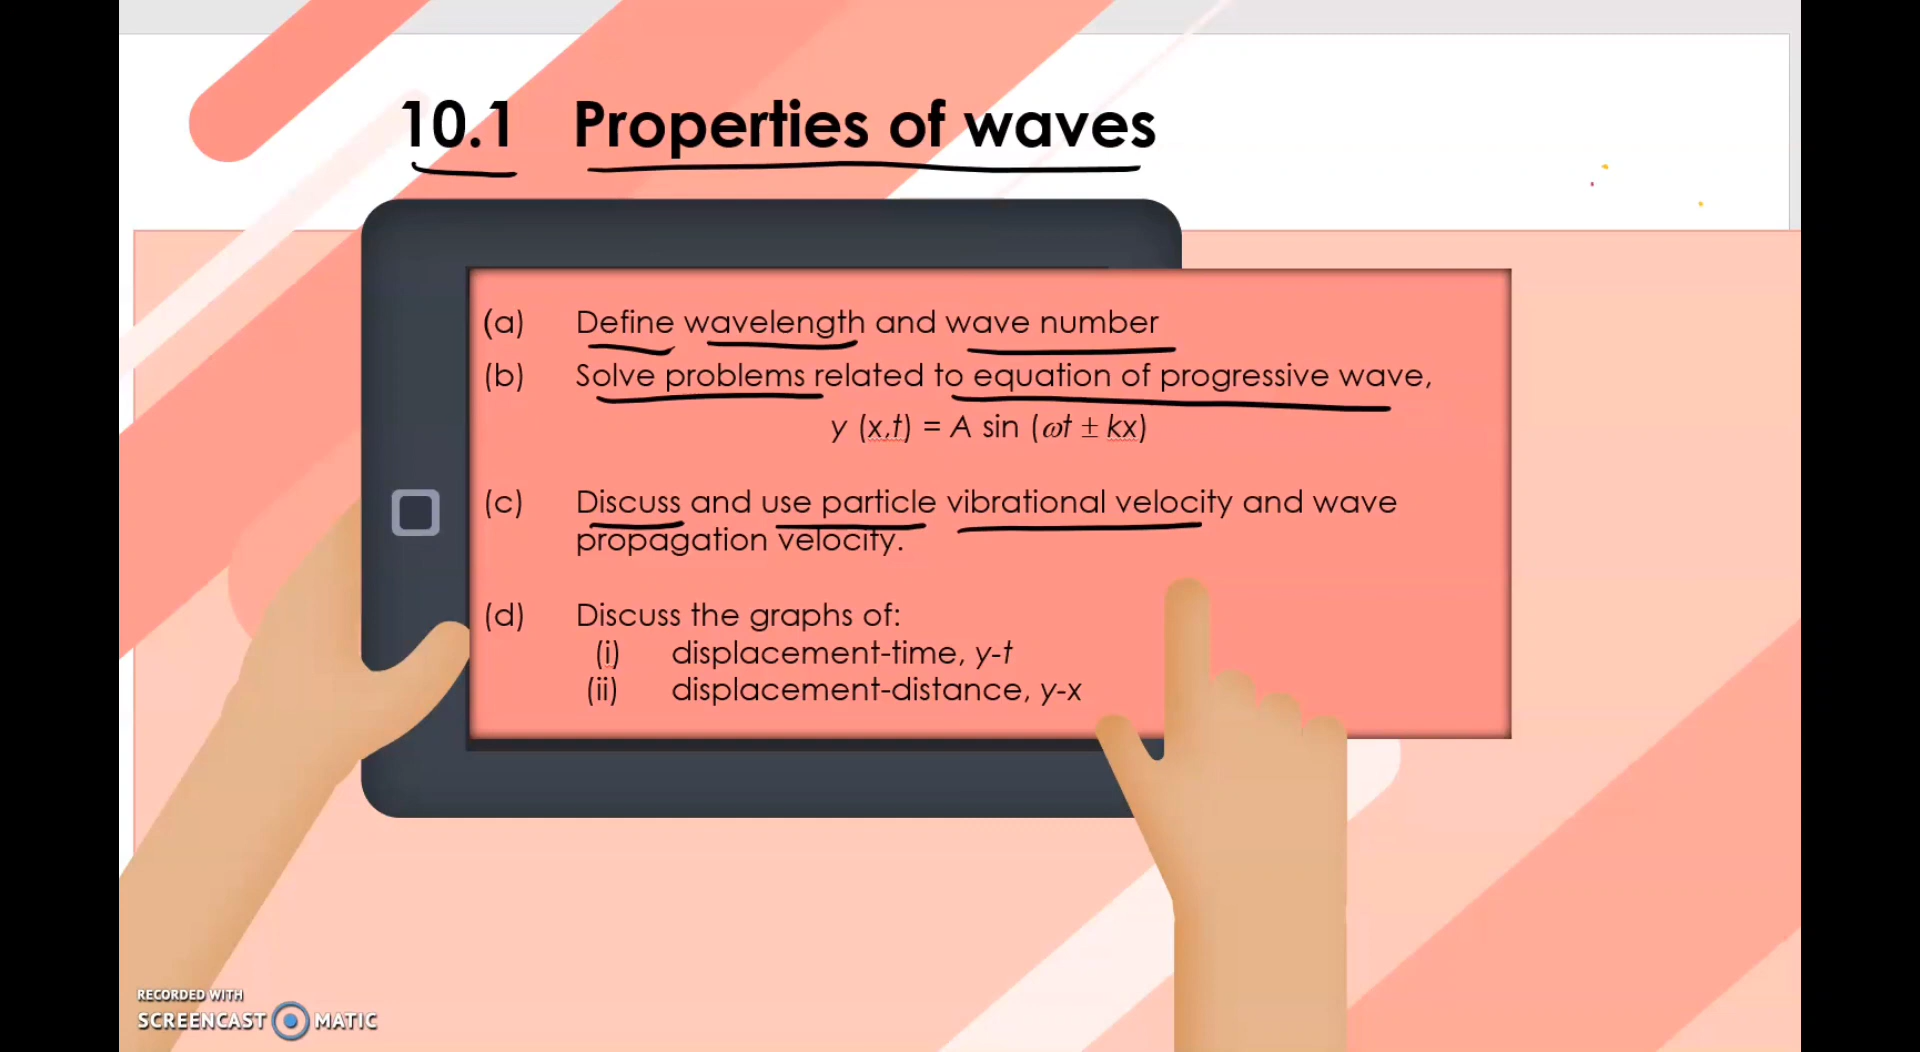 10.1 Properties of waves
(a) Define wavelength and wave number
(b) Solve problems related to equation of progressive wave,
y (x,t) = A sin (ωt ± kx)
(c) Discuss and use particle vibrational velocity and wave
propagation velocity.
(d) Discuss the graphs of:
(i) displacement-time, y-t
(ii) displacement-distance, y-x
RECORDED WITH
SCREENCAST MATIC